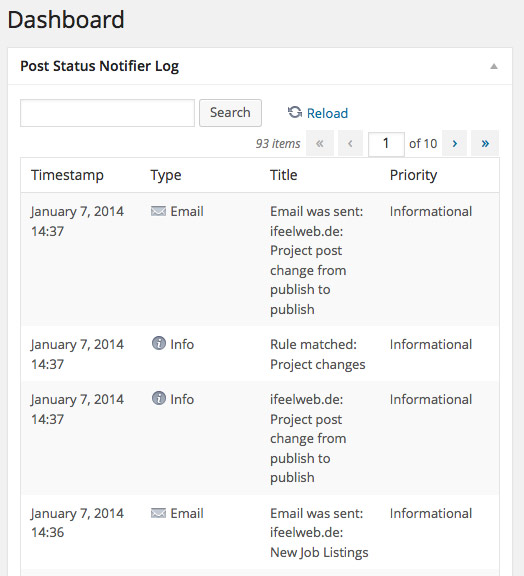 Dashboard
Post Status Notifier Log
Search Reload
93 items « ‹ 1 of 10 › »
Timestamp Type Title Priority
January 7, 2014 Email Email was sent: Informational
14:37 ifeelweb.de:
Project post
change from
publish to
publish
January 7, 2014 Info Rule matched: Informational
14:37 Project changes
January 7, 2014 Info ifeelweb.de: Informational
14:37 Project post
change from
publish to
publish
January 7, 2014 Email Email was sent: Informational
14:36 ifeelweb.de:
New Job Listings